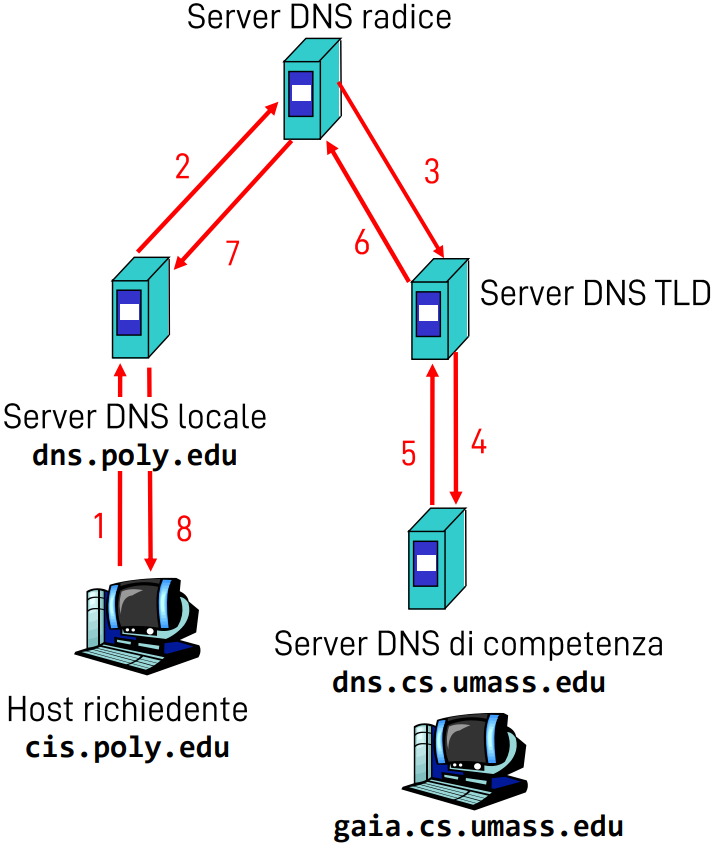 Server DNS radice
2
3
7
6
Server DNS TLD
Server DNS locale
dns.poly.edu
5
4
1
8
Server DNS di competenza
dns.cs.umass.edu
Host richiedente
cis.poly.edu
gaia.cs.umass.edu